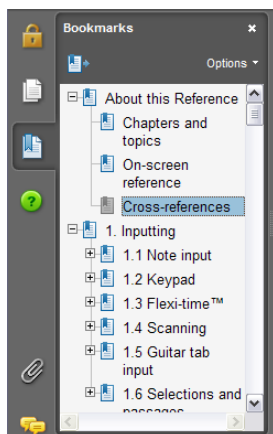 Bookmarks
Options
About this Reference
Chapters and
topics
On-screen
reference
Cross-references
1. Inputting
1.1 Note input
1.2 Keypad
1.3 Flexi-time™
1.4 Scanning
1.5 Guitar tab
input
1.6 Selections and
passages